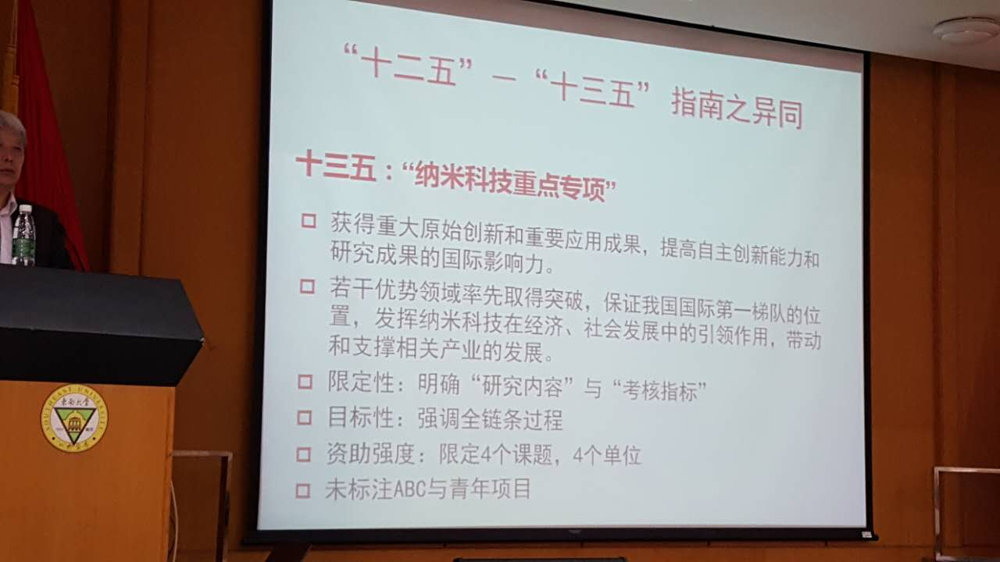 “十二五” — “十三五” 指南之异同
十三五：“纳米科技重点专项”
获得重大原始创新和重要应用成果，提高自主创新能力和
研究成果的国际影响力。
若干优势领域率先取得突破，保证我国国际第一梯队的位
置，发挥纳米科技在经济、社会发展中的引领作用，带动
和支撑相关产业的发展。
限定性：明确“研究内容”与“考核指标”
目标性：强调全链条过程
资助强度：限定4个课题，4个单位
未标注ABC与青年项目
SOUTHEAST UNIVERSITY
東南大學